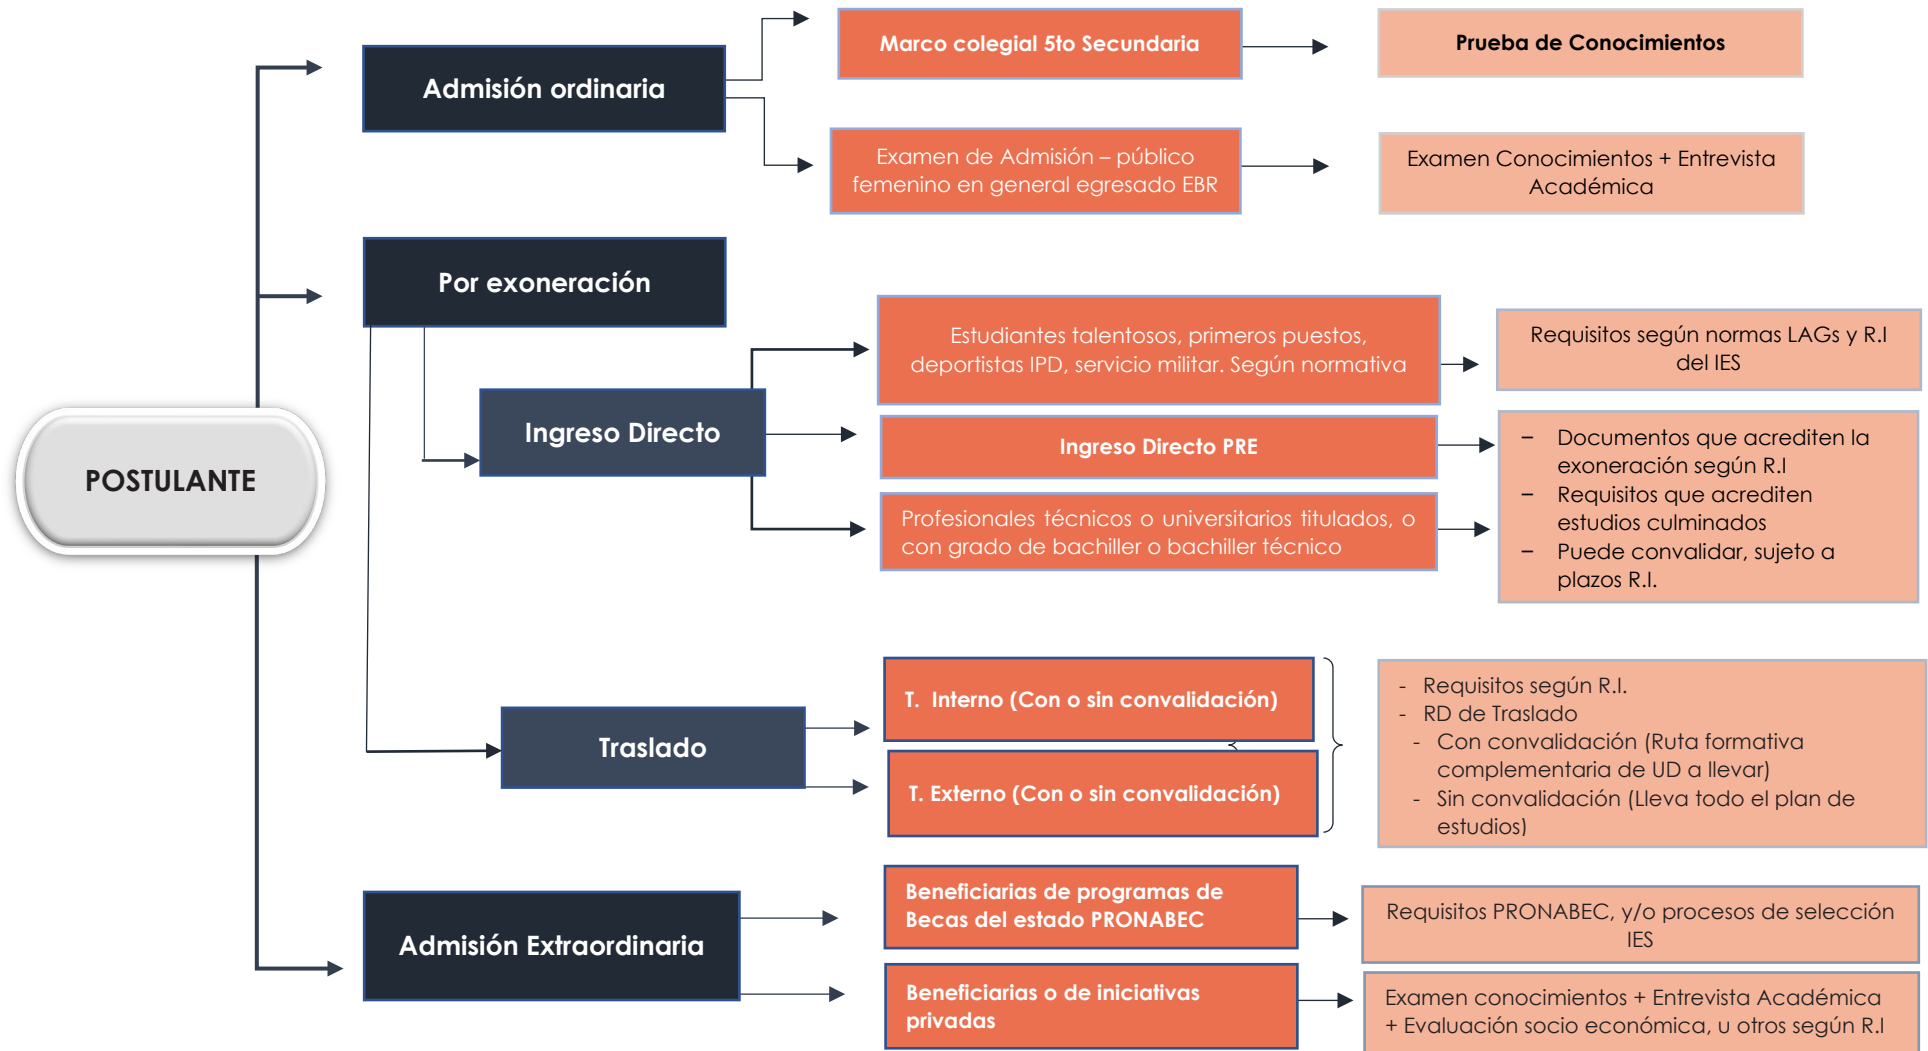 POSTULANTE
Admisión ordinaria
Marco colegial 5to Secundaria
Prueba de Conocimientos
Examen de Admisión – público
femenino en general egresado EBR
Examen Conocimientos + Entrevista
Académica
Por exoneración
Ingreso Directo
Estudiantes talentosos, primeros puestos,
deportistas IPD, servicio militar. Según normativa
Requisitos según normas LAGs y R.I
del IES
Ingreso Directo PRE
Profesionales técnicos o universitarios titulados, o
con grado de bachiller o bachiller técnico
– Documentos que acrediten la
exoneración según R.I
– Requisitos que acrediten
estudios culminados
– Puede convalidar, sujeto a
plazos R.I.
Traslado
T. Interno (Con o sin convalidación)
T. Externo (Con o sin convalidación)
- Requisitos según R.I.
- RD de Traslado
- Con convalidación (Ruta formativa
complementaria de UD a llevar)
- Sin convalidación (Lleva todo el plan de
estudios)
Admisión Extraordinaria
Beneficiarias de programas de
Becas del estado PRONABEC
Requisitos PRONABEC, y/o procesos de selección
IES
Beneficiarias o de iniciativas
privadas
Examen conocimientos + Entrevista Académica
+ Evaluación socio económica, u otros según R.I